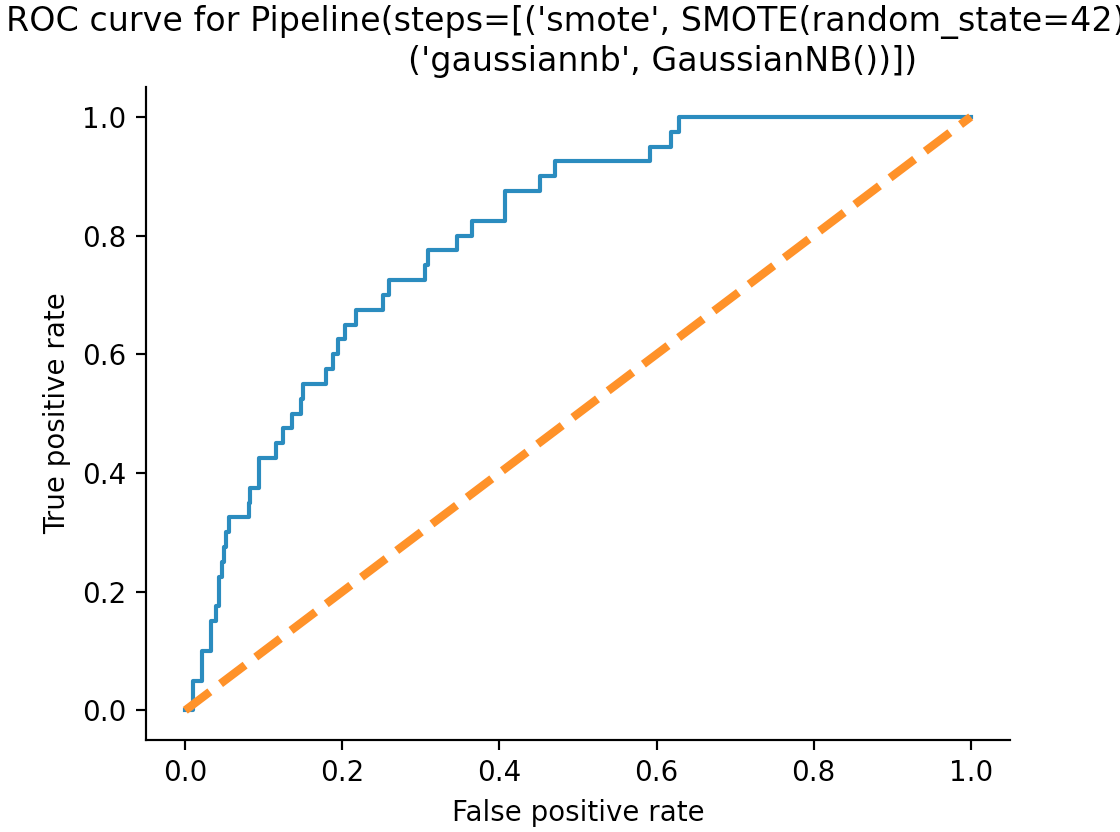 ROC curve for Pipeline(steps=[('smote', SMOTE(random_state=42)
('gaussiannb', GaussianNB())])
1.0
0.8
0.6
0.4
0.2
0.0
True positive rate
0.0 0.2 0.4 0.6 0.8 1.0
False positive rate